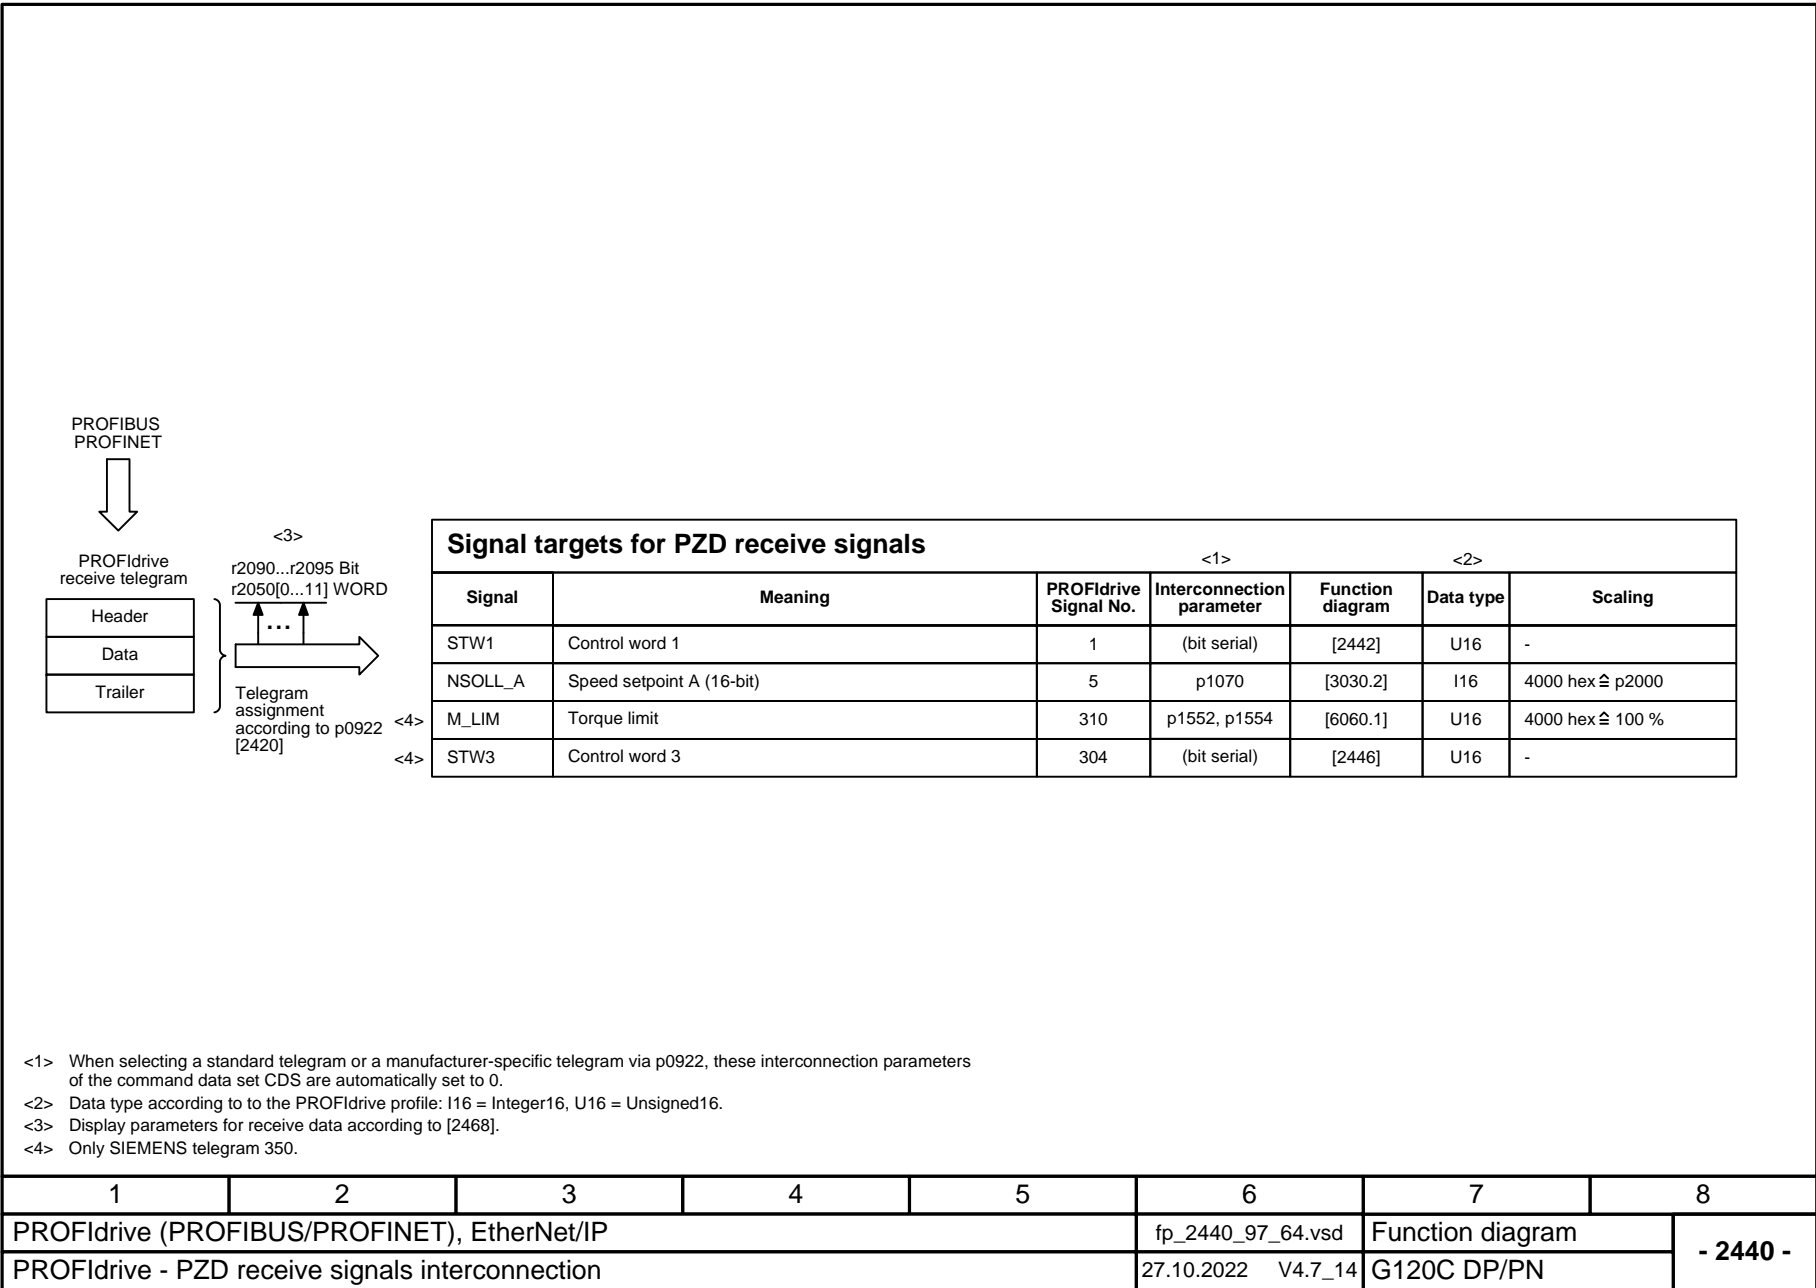 PROFIBUS
PROFINET
PROFIdrive
receive telegram
Header
Data
Trailer
<3>
r2090...r2095 Bit
r2050[0...11] WORD
...
Telegram
assignment
according to p0922
[2420]
Signal targets for PZD receive signals
<1> <2>
Signal Meaning PROFIdrive Signal No. Interconnection parameter Function diagram Data type Scaling
STW1 Control word 1 1 (bit serial) [2442] U16 -
NSOLL_A Speed setpoint A (16-bit) 5 p1070 [3030.2] I16 4000 hex ≙ p2000
<4> M_LIM Torque limit 310 p1552, p1554 [6060.1] U16 4000 hex ≙ 100 %
<4> STW3 Control word 3 304 (bit serial) [2446] U16 -
<1> When selecting a standard telegram or a manufacturer-specific telegram via p0922, these interconnection parameters
of the command data set CDS are automatically set to 0.
<2> Data type according to to the PROFIdrive profile: I16 = Integer16, U16 = Unsigned16.
<3> Display parameters for receive data according to [2468].
<4> Only SIEMENS telegram 350.
1 2 3 4 5 6 7 8
PROFIdrive (PROFIBUS/PROFINET), EtherNet/IP fp_2440_97_64.vsd Function diagram - 2440 -
PROFIdrive - PZD receive signals interconnection 27.10.2022 V4.7_14 G120C DP/PN